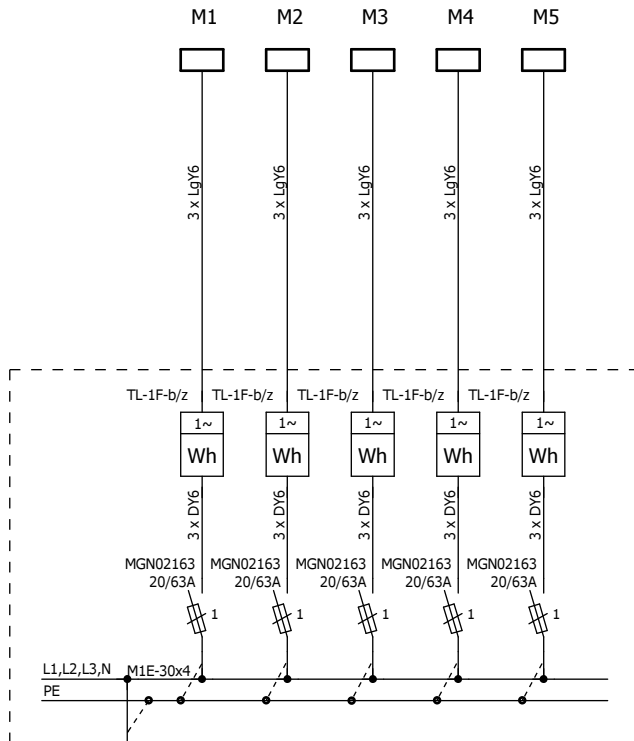 M1 M2 M3 M4 M5
3 x LgY6 3 x LgY6 3 x LgY6 3 x LgY6 3 x LgY6
TL-1F-b/z TL-1F-b/z TL-1F-b/z TL-1F-b/z TL-1F-b/z
1~ 1~ 1~ 1~ 1~
Wh Wh Wh Wh Wh
3 x DY6 3 x DY6 3 x DY6 3 x DY6 3 x DY6
MGN02163 MGN02163 MGN02163 MGN02163 MGN02163
20/63A 20/63A 20/63A 20/63A 20/63A
1 1 1 1 1
L1,L2,L3,N M1E-30x4
PE